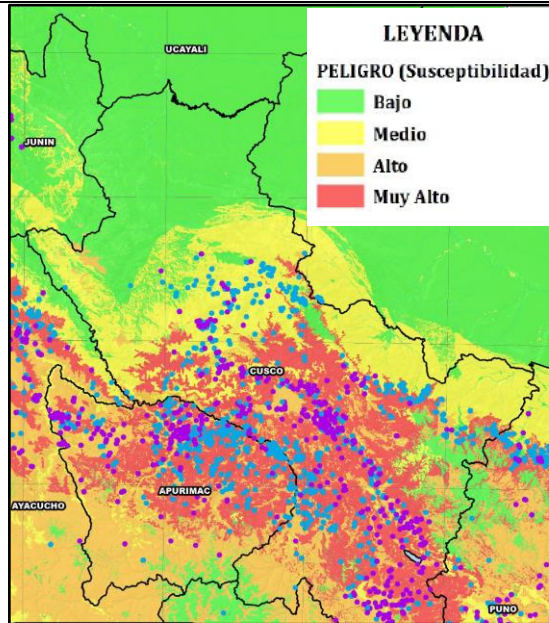 UCAYALI
LEYENDA
PELIGRO (Susceptibilidad)
Bajo
Medio
Alto
Muy Alto
JUNIN
CUSCO
APURIMAC
AYACUCHO
PUNO